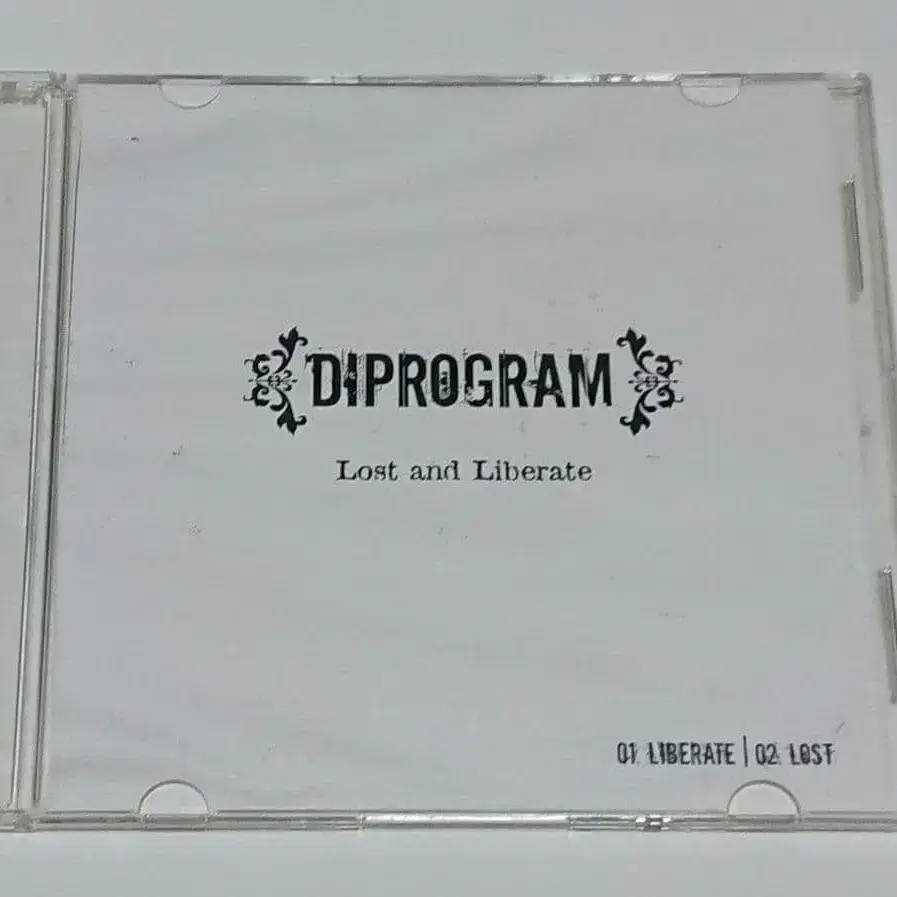 DIPROGRAM
Lost and Liberate
01. LIBERATE | 02. LOST